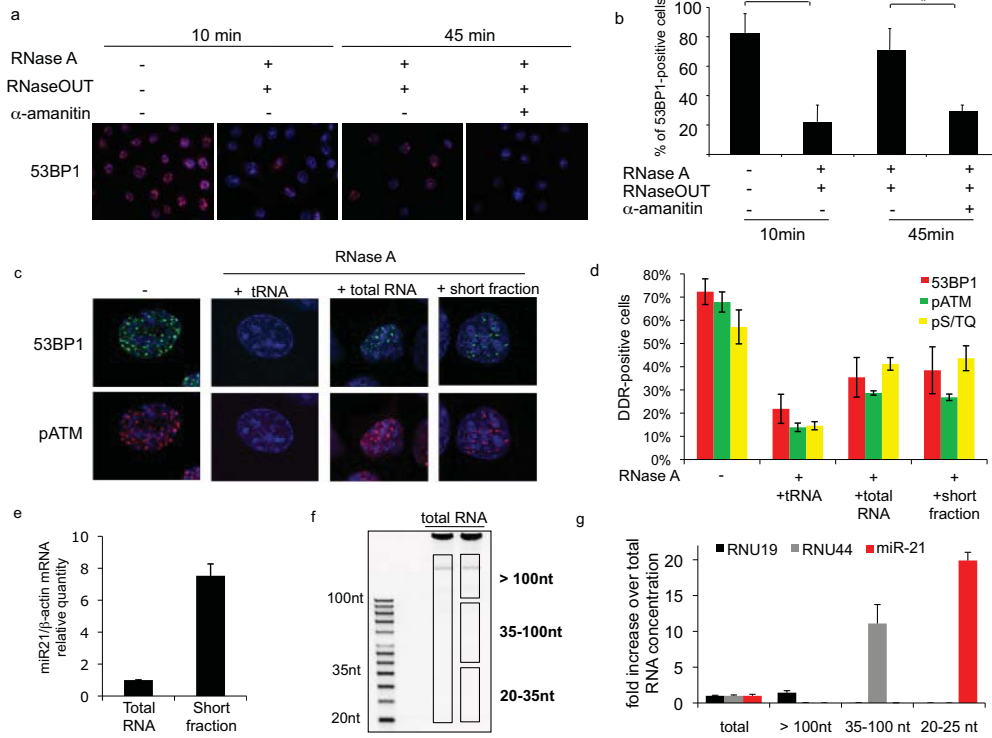 a
10 min 45 min
RNase A - + + +
RNaseOUT - + + +
α-amanitin - - - +
53BP1
b
% of 53BP1-positive cells
80
60
40
20
RNase A - + + +
RNaseOUT - + + +
α-amanitin - - - +
10min 45min
c
RNase A
- + tRNA + total RNA + short fraction
53BP1
pATM
d
DDR-positive cells
80%
70%
60%
50%
40%
30%
20%
10%
0%
53BP1
pATM
pS/TQ
RNase A - + + +
+tRNA +total RNA +short fraction
e
miR21/β-actin mRNA
relative quantity
10
8
6
4
2
0
Total RNA Short fraction
f
total RNA
100nt
35nt
20nt
> 100nt
35-100nt
20-35nt
g
fold increase over total
RNA concentration
20
15
10
5
0
RNU19 RNU44 miR-21
total > 100nt 35-100 nt 20-25 nt